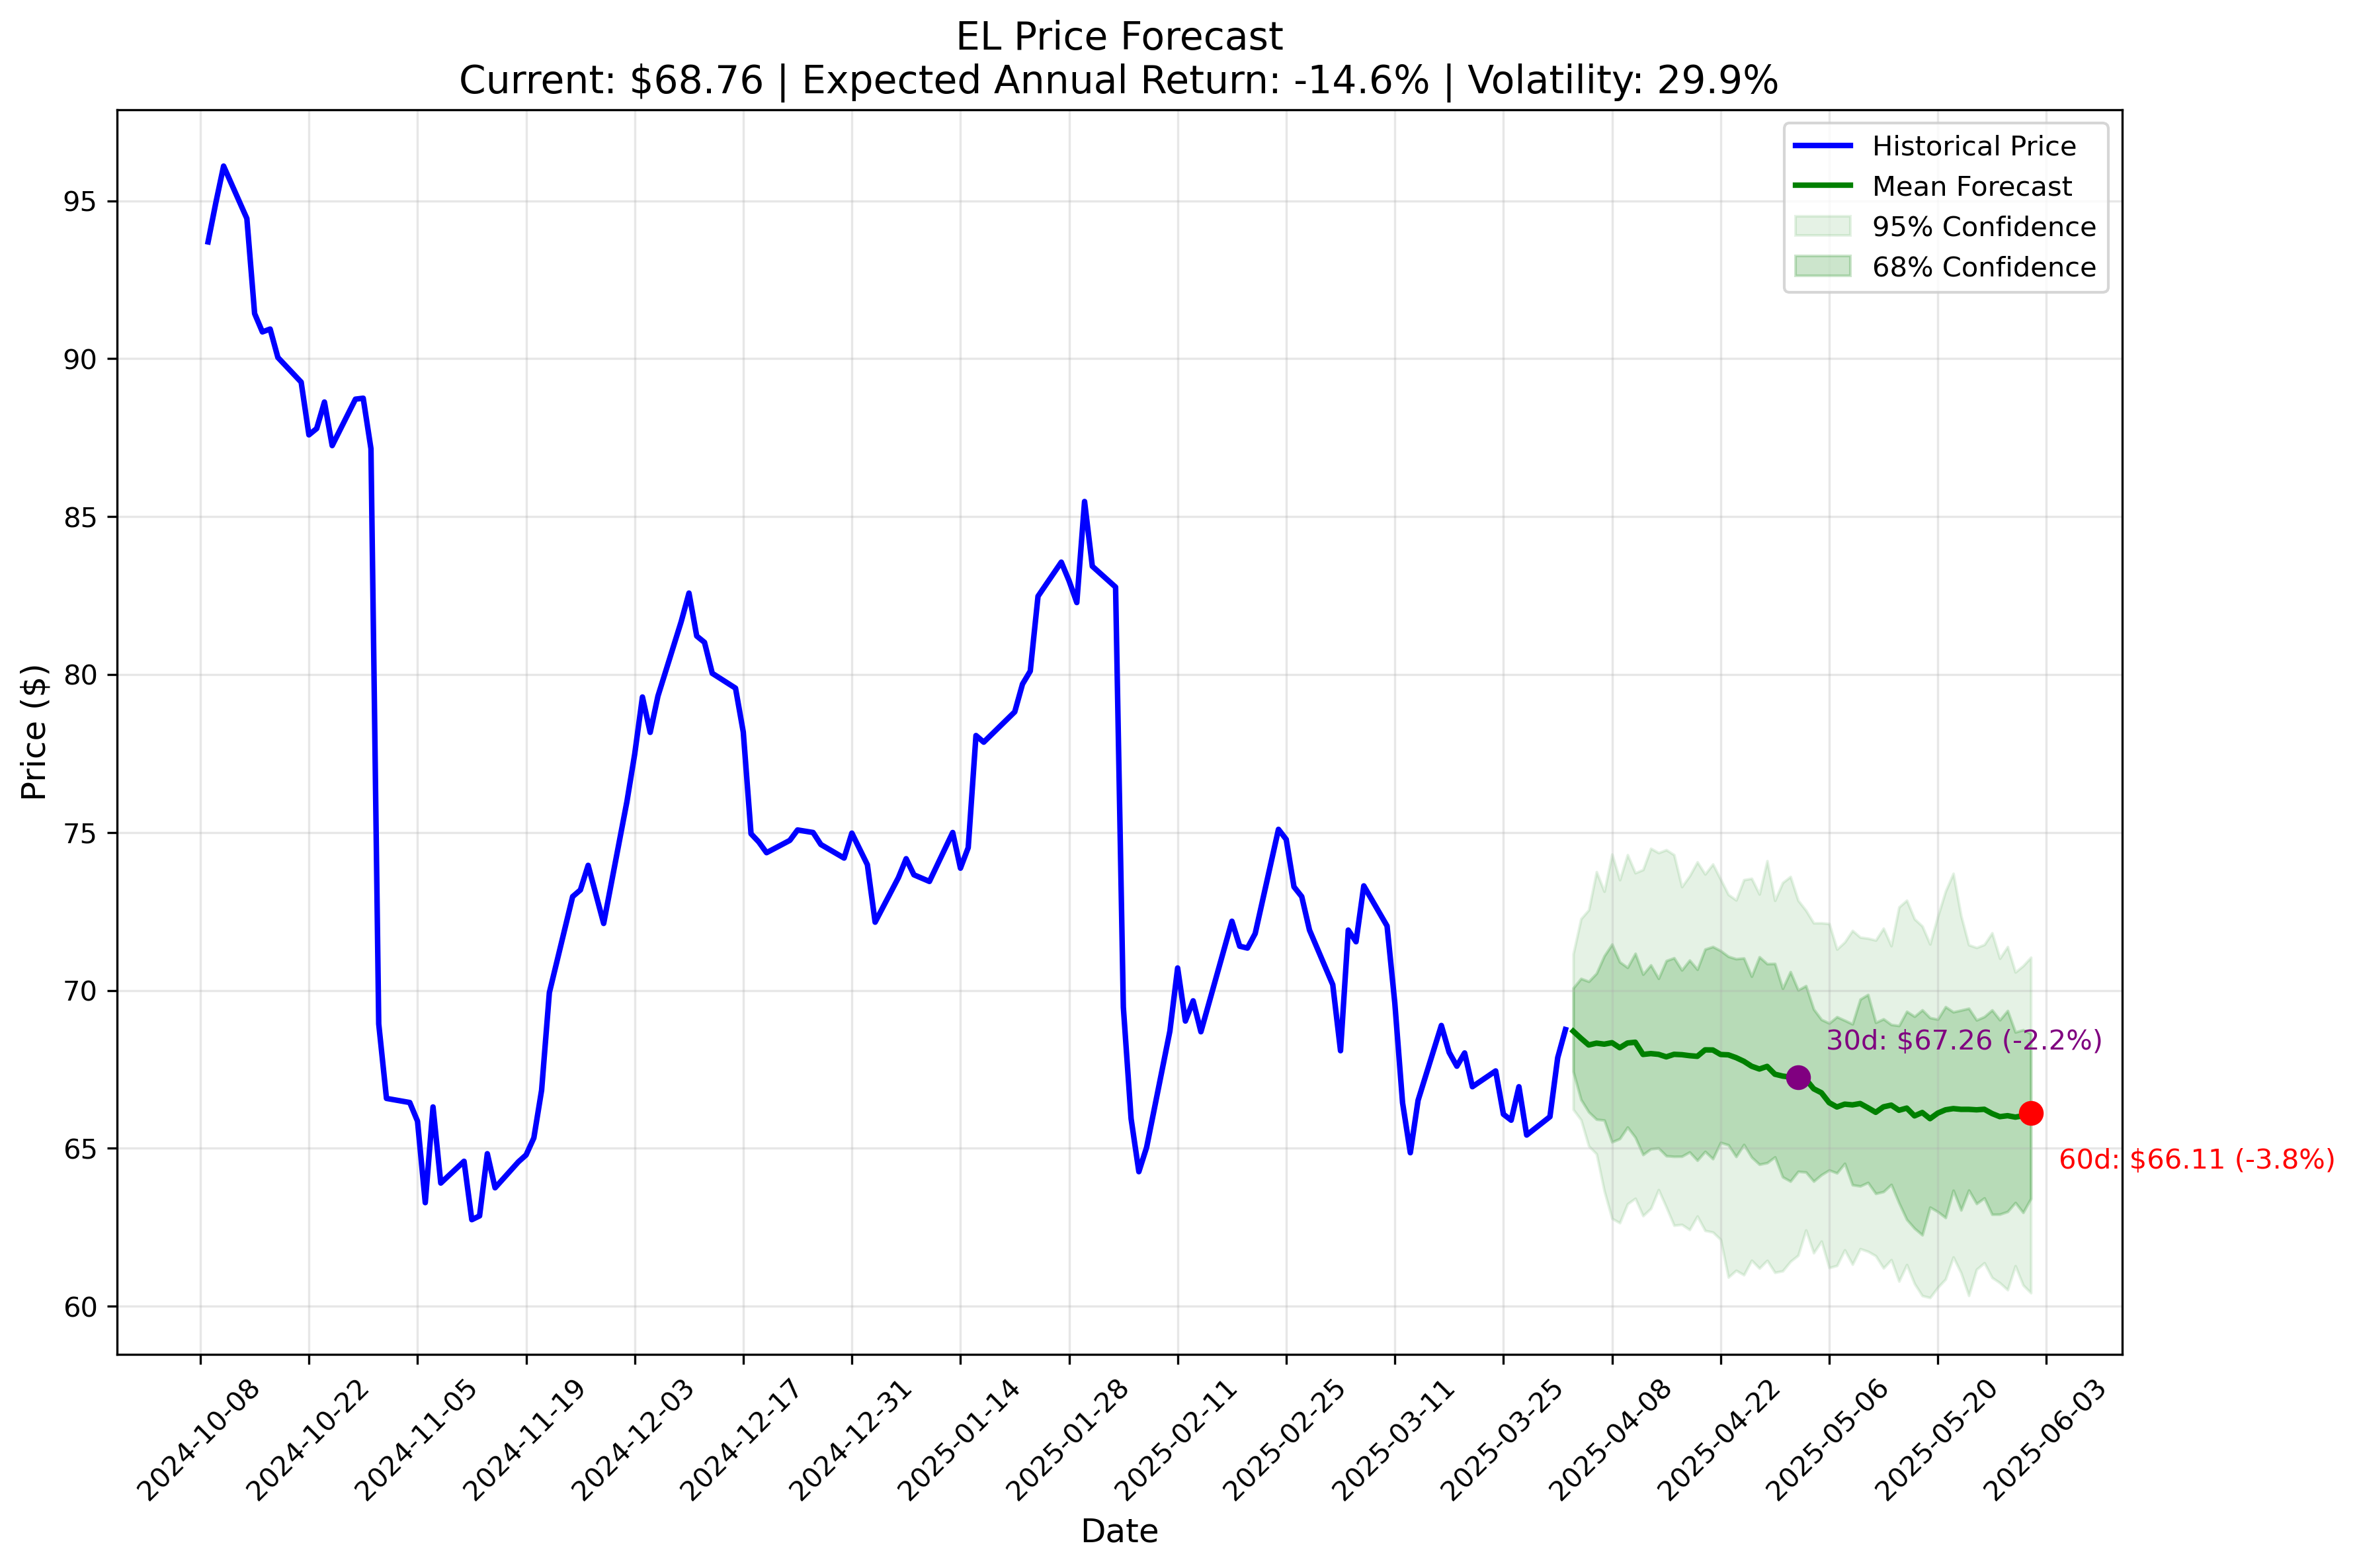 EL Price Forecast
Current: $68.76 | Expected Annual Return: -14.6% | Volatility: 29.9%
Historical Price
Mean Forecast
95% Confidence
68% Confidence
Price ($)
95
90
85
80
75
70
65
60
30d: $67.26 (-2.2%)
60d: $66.11 (-3.8%)
2024-10-08
2024-10-22
2024-11-05
2024-11-19
2024-12-03
2024-12-17
2024-12-31
2025-01-14
2025-01-28
2025-02-11
2025-02-25
2025-03-11
2025-03-25
2025-04-08
2025-04-22
2025-05-06
2025-05-20
2025-06-03
Date